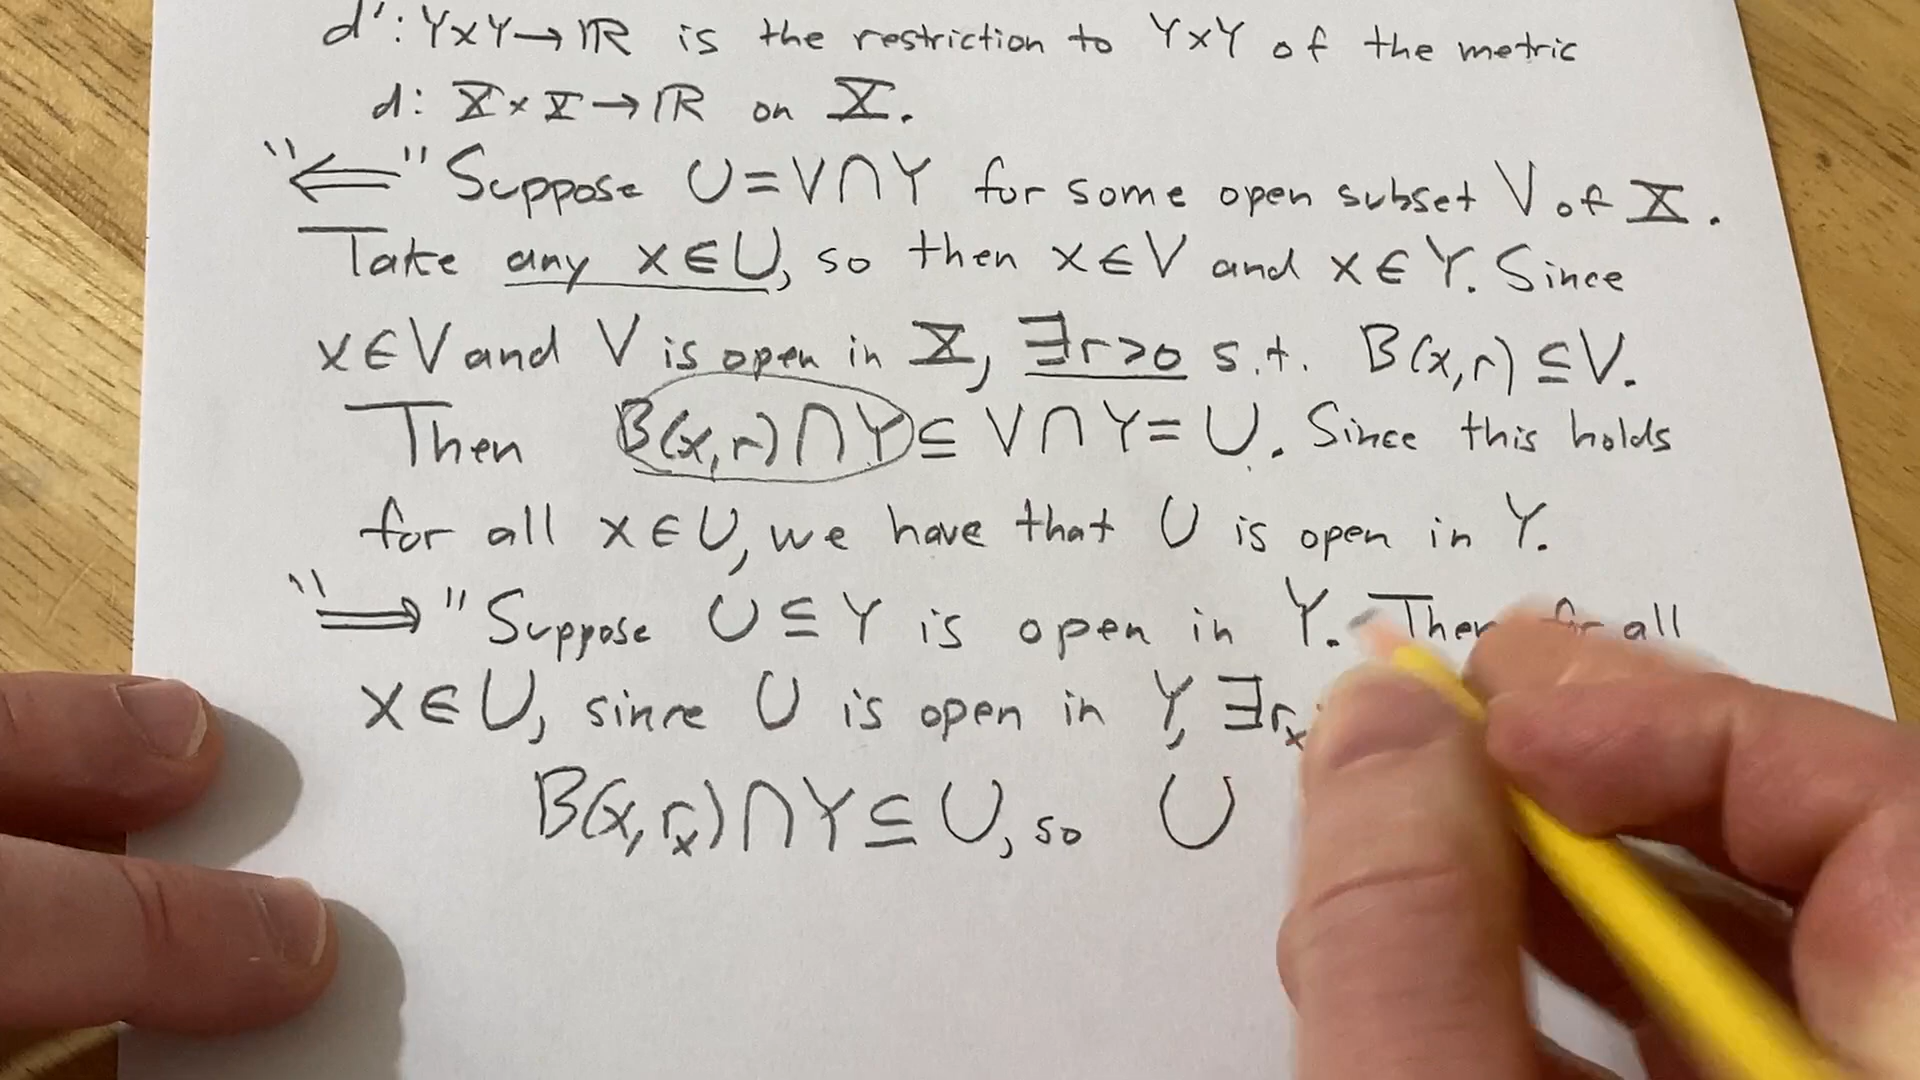 d': Y×Y→ℝ is the restriction to Y×Y of the metric
d: X×X→ℝ on X.
"⟸" Suppose U=V∩Y for some open subset V of X.
Take any x∈U, so then x∈V and x∈Y. Since
x∈V and V is open in X, ∃r>0 s.t. B(x,r)⊆V.
Then B(x,r)∩Y⊆V∩Y=U. Since this holds
for all x∈U, we have that U is open in Y.
"⟹" Suppose U⊆Y is open in Y. Then for all
x∈U, since U is open in Y, ∃rₓ
B(x,rₓ)∩Y⊆U, so U